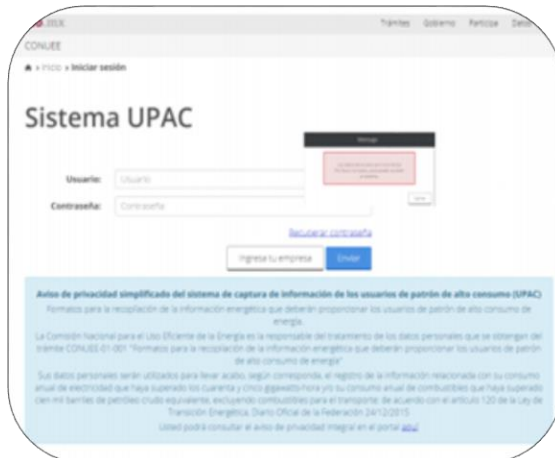 .mx Trámites Gobierno Participa Datos
CONUEE
» Inicio » Iniciar sesión
Sistema UPAC
Mensaje
Usuario: Usuario
Contraseña: Contraseña
Recuperar contraseña
Ingresa tu empresa Enviar
Aviso de privacidad simplificado del sistema de captura de información de los usuarios de patrón de alto consumo (UPAC)
Formatos para la recopilación de la información energética que deberán proporcionar los usuarios de patrón de alto consumo de
energía.
La Comisión Nacional para el Uso Eficiente de la Energía es la responsable del tratamiento de los datos personales que se obtengan del
trámite CONUEE-01-001 "Formatos para la recopilación de la información energética que deberán proporcionar los usuarios de patrón
de alto consumo de energía"
Sus datos personales serán utilizados para llevar acabo, según corresponda, el registro de la información relacionada con su consumo
anual de electricidad que haya superado los cuarenta y cinco gigawatts-hora y/o su consumo anual de combustibles que haya superado
cien mil barriles de petróleo crudo equivalente, excluyendo combustibles para el transporte, de acuerdo con el artículo 120 de la Ley de
Transición Energética, Diario Oficial de la Federación 24/12/2015
Usted podrá consultar el aviso de privacidad integral en el portal aquí